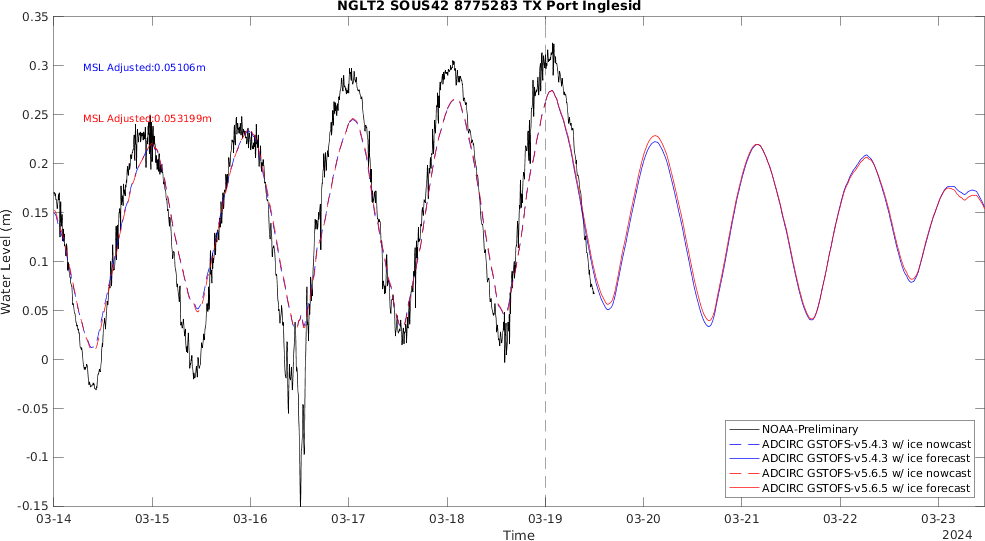 NGLT2 SOUS42 8775283 TX Port Inglesid
0.35
0.3
0.25
0.2
0.15
0.1
0.05
0
-0.05
-0.1
-0.15
Water Level (m)
MSL Adjusted:0.05106m
MSL Adjusted:0.053199m
NOAA-Preliminary
ADCIRC GSTOFS-v5.4.3 w/ ice nowcast
ADCIRC GSTOFS-v5.4.3 w/ ice forecast
ADCIRC GSTOFS-v5.6.5 w/ ice nowcast
ADCIRC GSTOFS-v5.6.5 w/ ice forecast
03-14 03-15 03-16 03-17 03-18 03-19 03-20 03-21 03-22 03-23
Time
2024